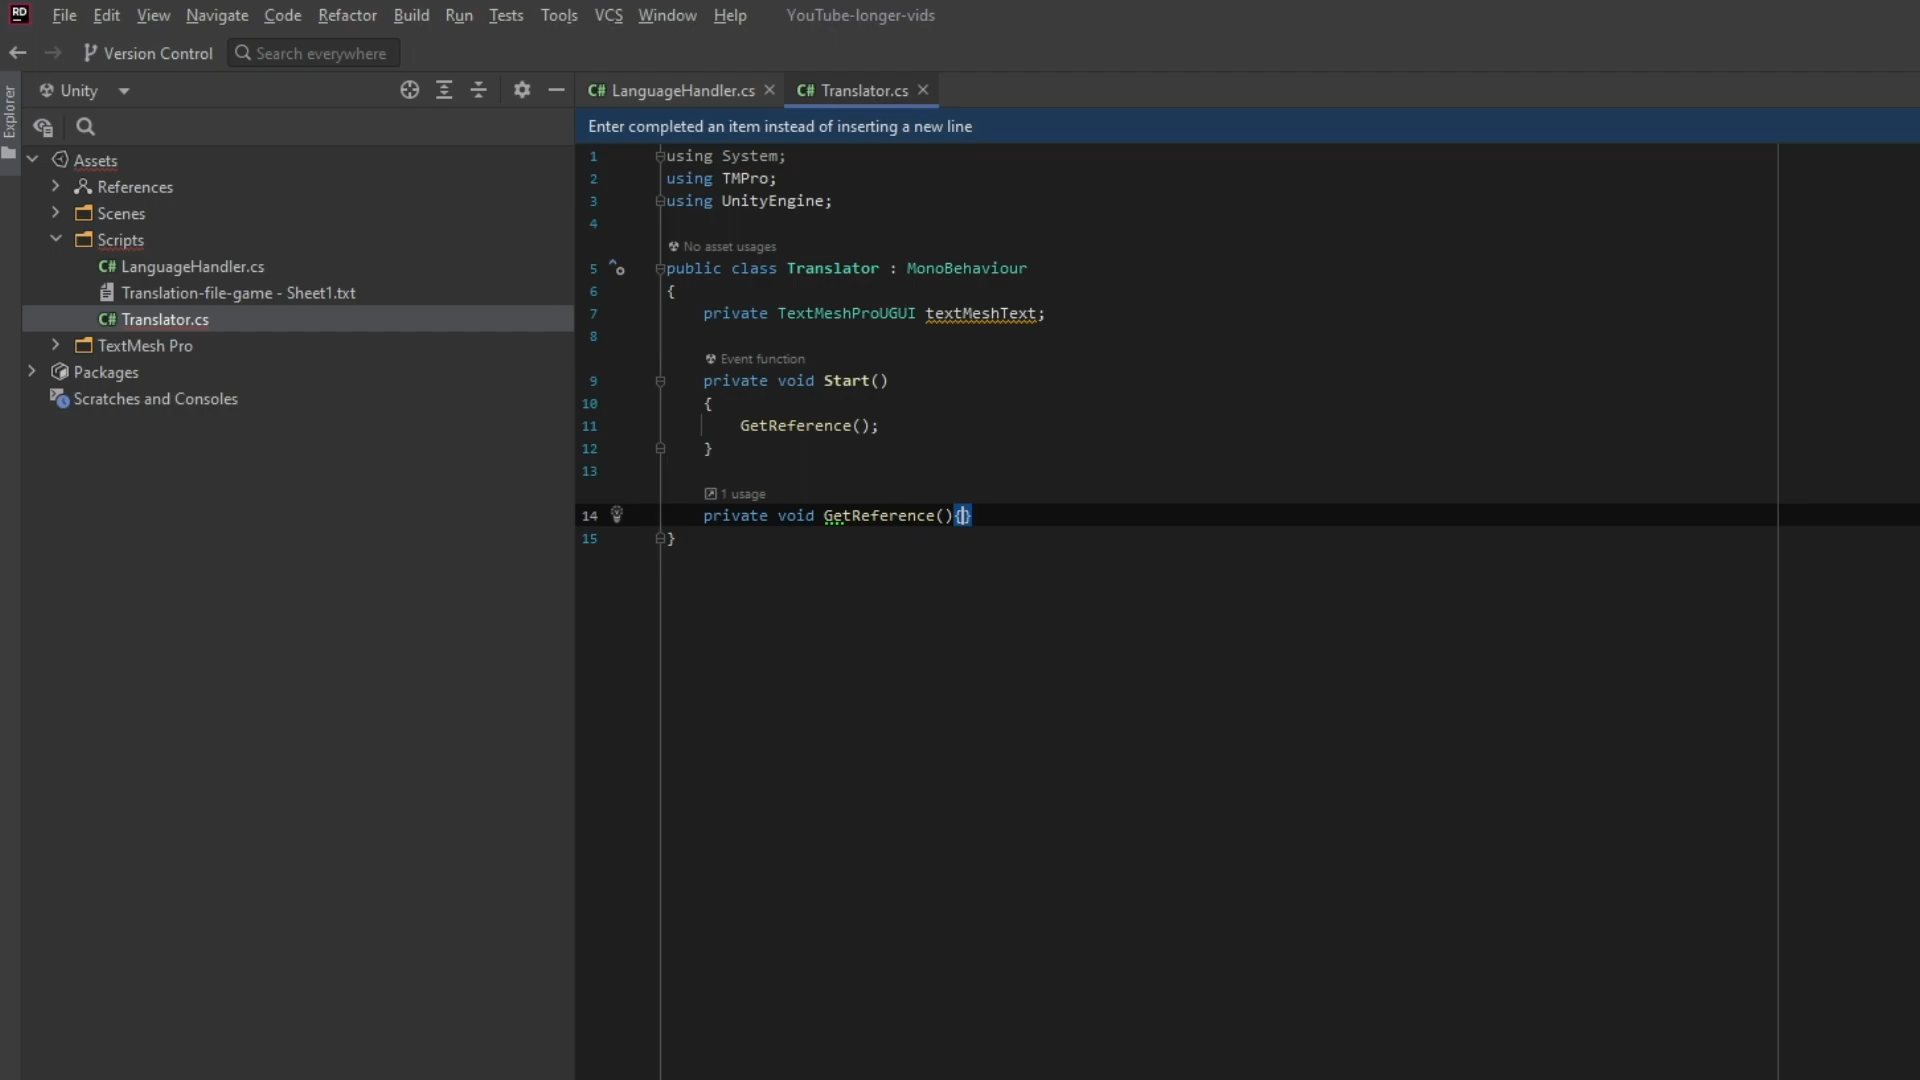 RD File Edit View Navigate Code Refactor Build Run Tests Tools VCS Window Help YouTube-longer-vids
Version Control Search everywhere
Explorer
Unity
C# LanguageHandler.cs C# Translator.cs
Enter completed an item instead of inserting a new line
Assets
References
Scenes
Scripts
C# LanguageHandler.cs
Translation-file-game - Sheet1.txt
C# Translator.cs
TextMesh Pro
Packages
Scratches and Consoles
1 using System;
2 using TMPro;
3 using UnityEngine;
4
No asset usages
5 public class Translator : MonoBehaviour
6 {
7 private TextMeshProUGUI textMeshText;
8
Event function
9 private void Start()
10 {
11 GetReference();
12 }
13
1 usage
14 private void GetReference(){}
15 }